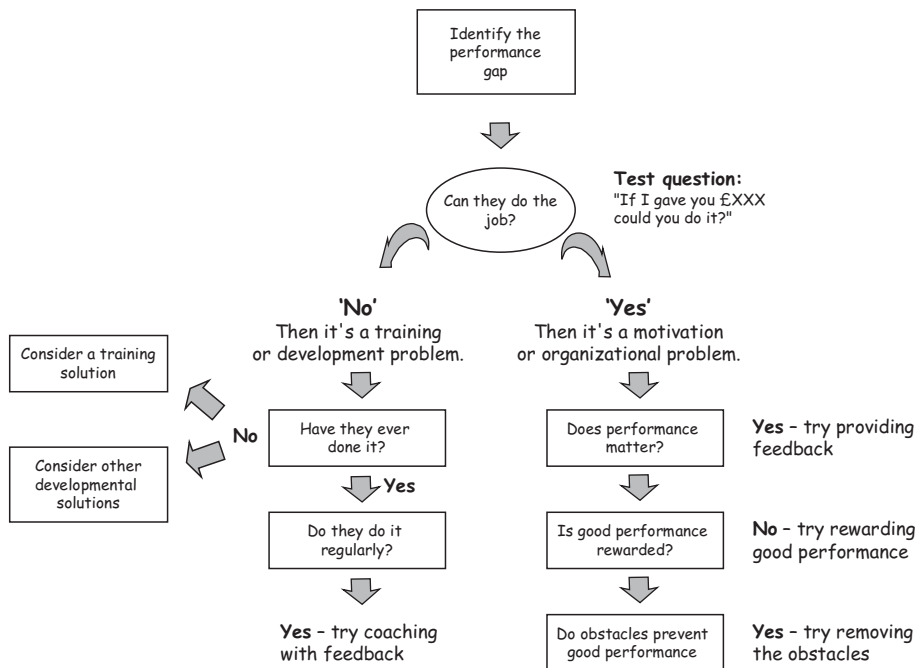 Identify the
performance
gap
Can they do the
job?
Test question:
"If I gave you £XXX
could you do it?"
'No'
Then it's a training
or development problem.
'Yes'
Then it's a motivation
or organizational problem.
Consider a training
solution
No
Consider other
developmental
solutions
Have they ever
done it?
Yes
Do they do it
regularly?
Yes – try coaching
with feedback
Does performance
matter?
Yes – try providing
feedback
Is good performance
rewarded?
No – try rewarding
good performance
Do obstacles prevent
good performance
Yes – try removing
the obstacles